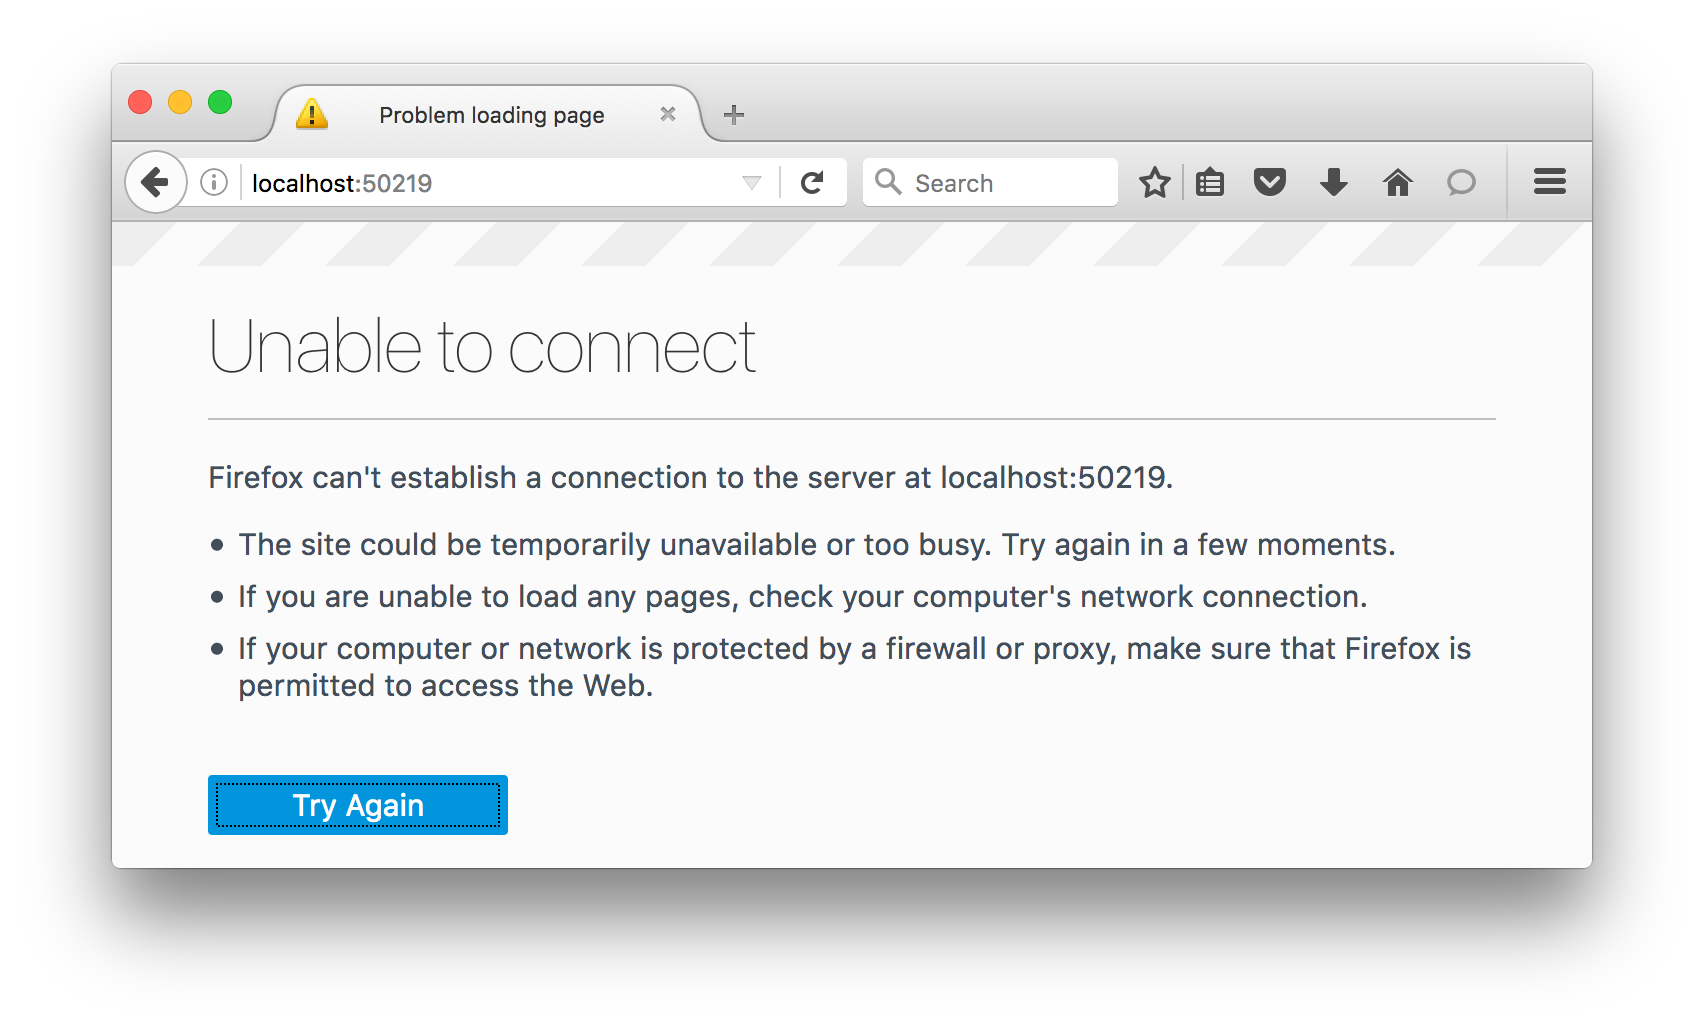 Problem loading page
localhost:50219
Search
Unable to connect
Firefox can't establish a connection to the server at localhost:50219.
The site could be temporarily unavailable or too busy. Try again in a few moments.
If you are unable to load any pages, check your computer's network connection.
If your computer or network is protected by a firewall or proxy, make sure that Firefox is
permitted to access the Web.
Try Again